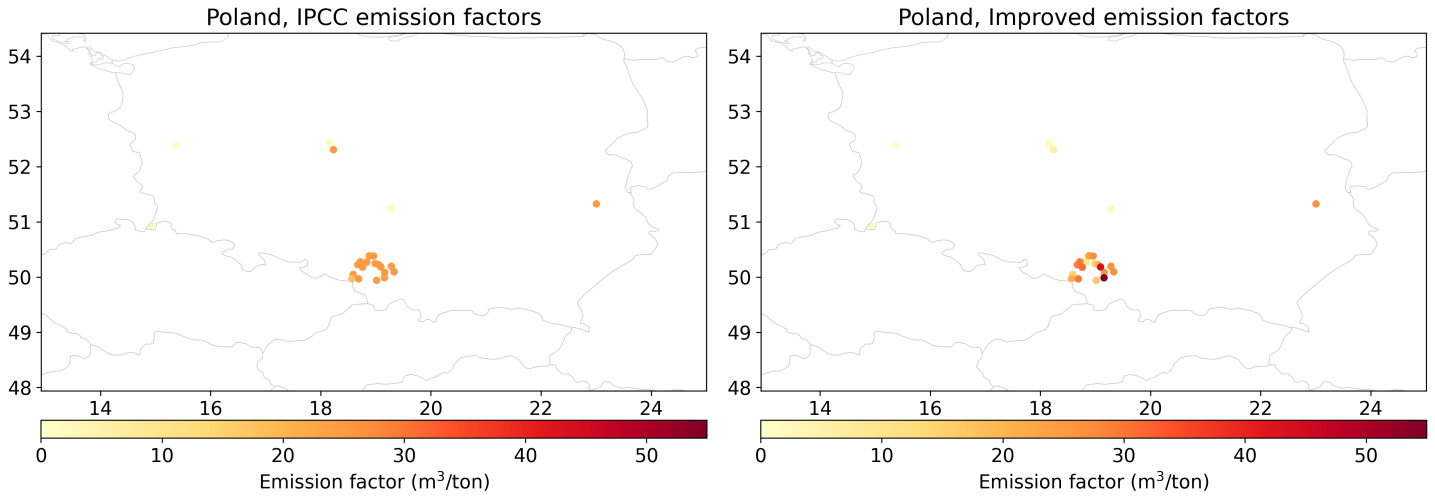 Poland, IPCC emission factors
54
53
52
51
50
49
48
14 16 18 20 22 24
0 10 20 30 40 50
Emission factor (m³/ton)
Poland, Improved emission factors
54
53
52
51
50
49
48
14 16 18 20 22 24
0 10 20 30 40 50
Emission factor (m³/ton)